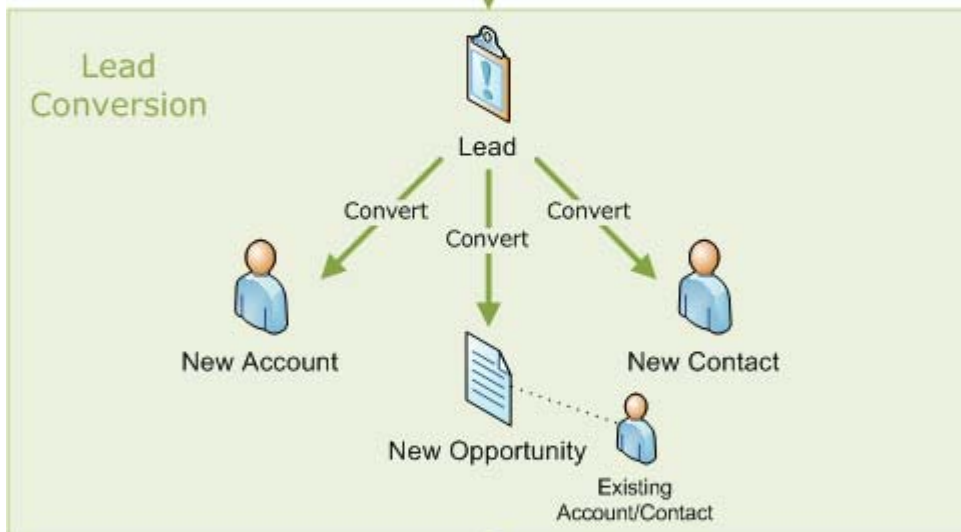 Lead
Conversion
Lead
Convert
Convert
Convert
New Account
New Contact
New Opportunity
Existing
Account/Contact